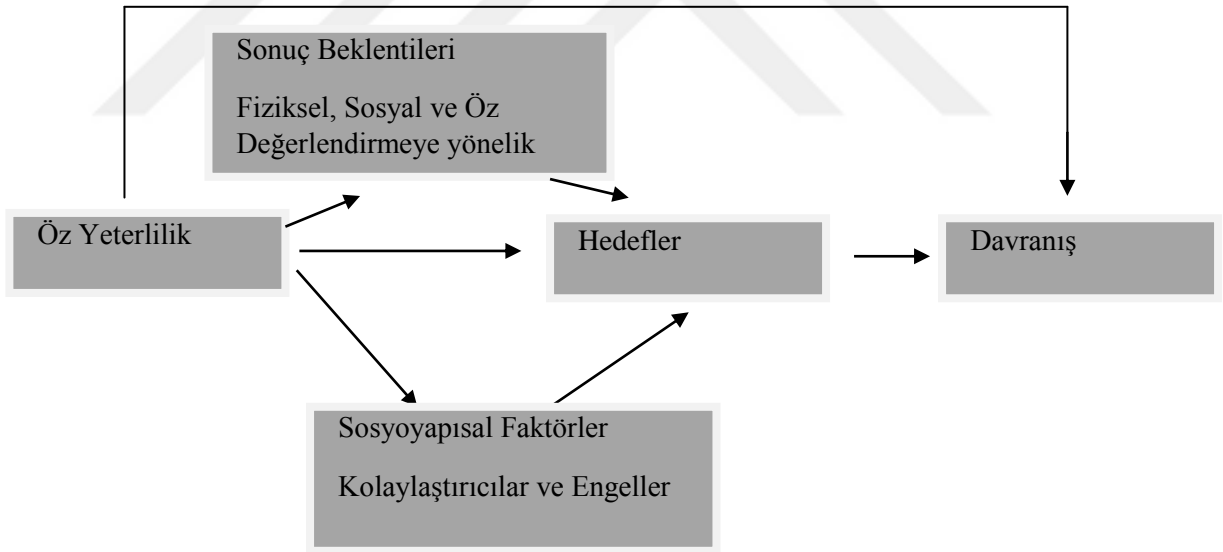 Sonuç Beklentileri
Fiziksel, Sosyal ve Öz
Değerlendirmeye yönelik
Öz Yeterlilik
Hedefler
Davranış
Sosyoyapısal Faktörler
Kolaylaştırıcılar ve Engeller